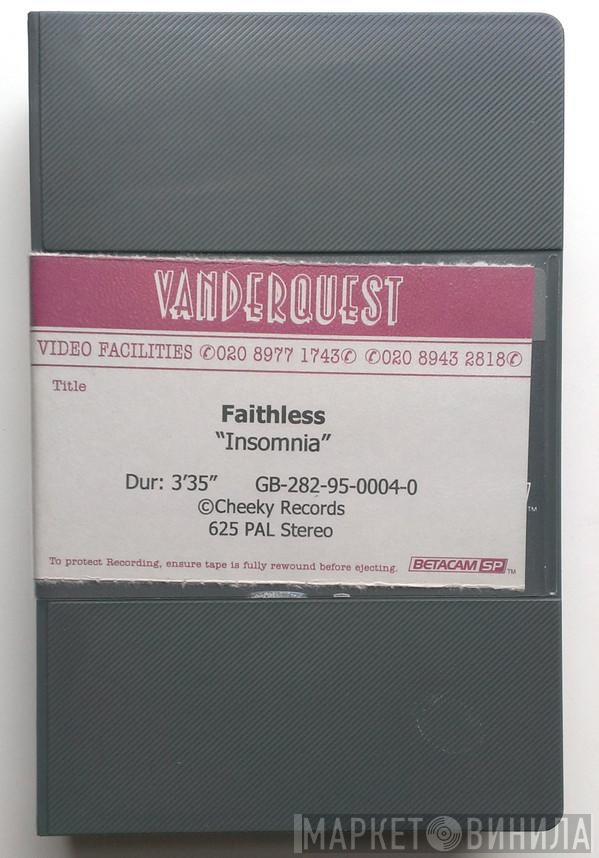 VANDERQUEST
VIDEO FACILITIES ✆020 8977 1743✆ ✆020 8943 2818✆
Title
Faithless
“Insomnia”
Dur: 3’35” GB-282-95-0004-0
©Cheeky Records
625 PAL Stereo
To protect Recording, ensure tape is fully rewound before ejecting. BETACAM SP™
TM
МАРКЕТ ВИНИЛА